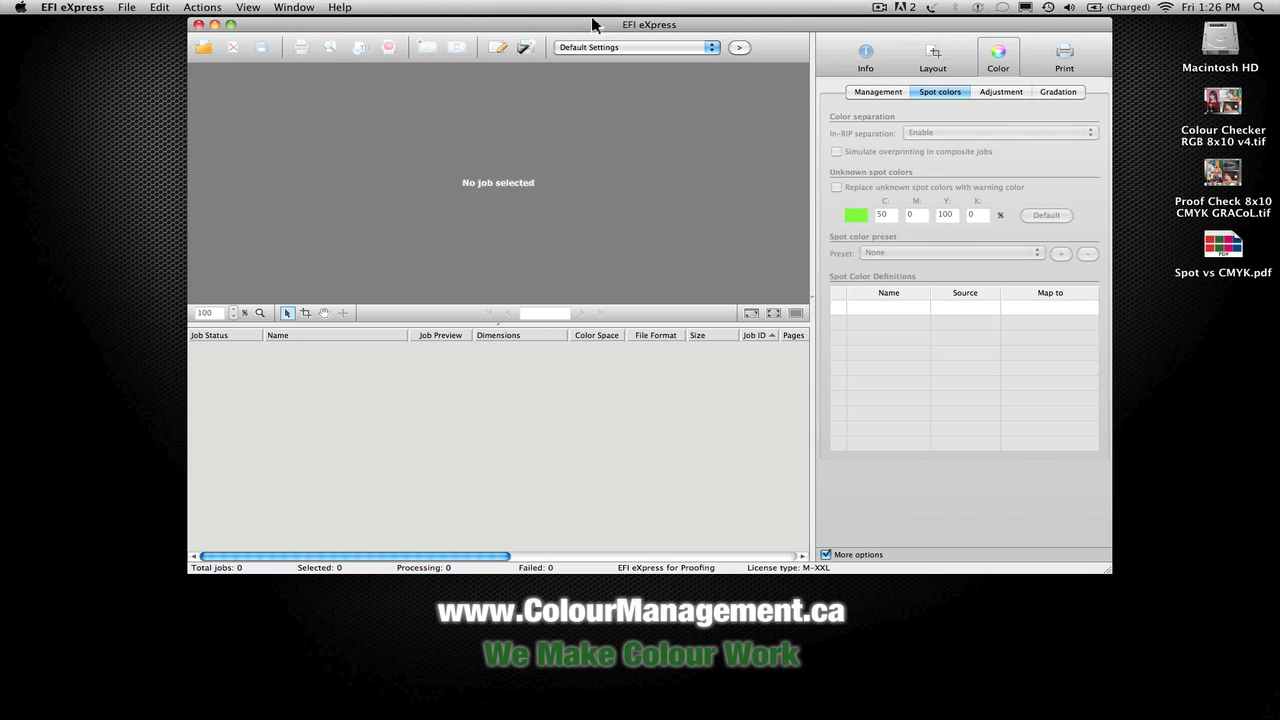 EFI eXpress File Edit Actions View Window Help
2 (Charged) Fri 1:26 PM
EFI eXpress
Default Settings >
Info Layout Color Print
Management Spot colors Adjustment Gradation
Color separation
In-RIP separation: Enable
Simulate overprinting in composite jobs
Unknown spot colors
Replace unknown spot colors with warning color
C: M: Y: K:
50 0 100 0 % Default
Spot color preset
Preset: None + -
Spot Color Definitions
Name Source Map to
More options
No job selected
100 %
Job Status Name Job Preview Dimensions Color Space File Format Size Job ID Pages
Total jobs: 0 Selected: 0 Processing: 0 Failed: 0 EFI eXpress for Proofing License type: M-XXL
Macintosh HD
Colour Checker
RGB 8x10 v4.tif
Proof Check 8x10
CMYK GRACoL.tif
PDF
Spot vs CMYK.pdf
www.ColourManagement.ca
We Make Colour Work